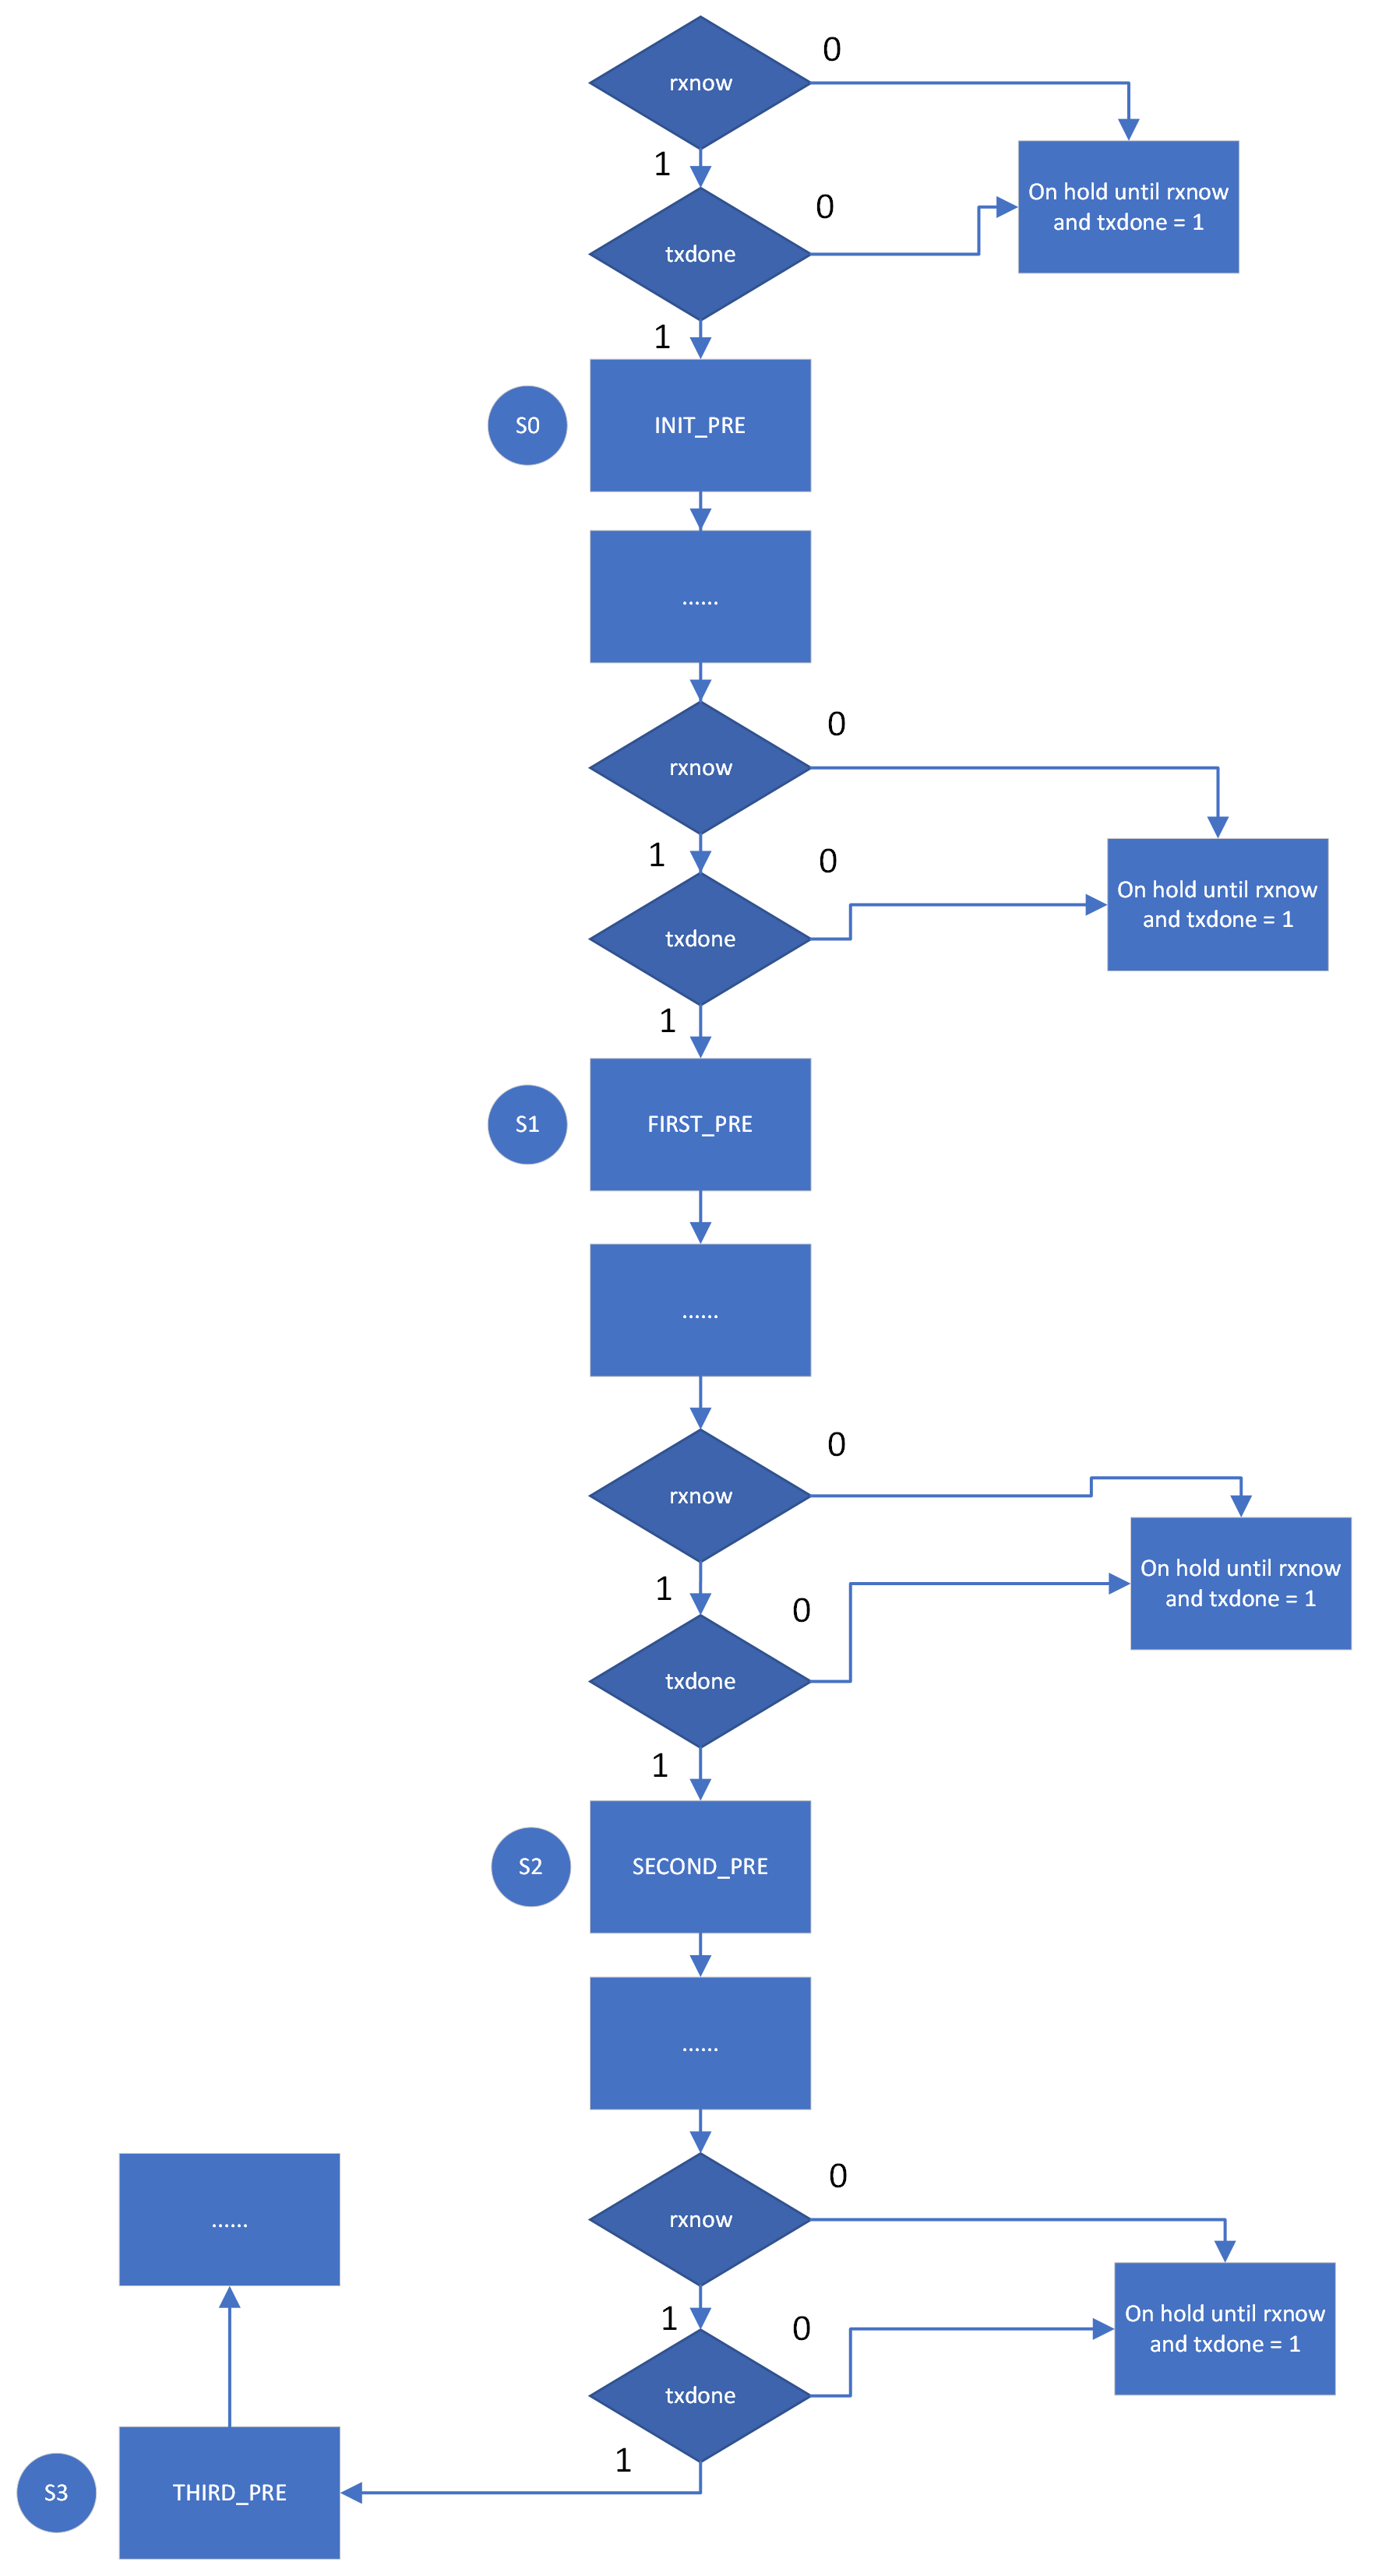 rxnow
0
On hold until rxnow
and txdone = 1
1
txdone
0
1
S0
INIT_PRE
......
rxnow
0
On hold until rxnow
and txdone = 1
1
txdone
0
1
S1
FIRST_PRE
......
rxnow
0
On hold until rxnow
and txdone = 1
1
txdone
0
1
S2
SECOND_PRE
......
rxnow
0
On hold until rxnow
and txdone = 1
1
txdone
0
1
S3
THIRD_PRE
......